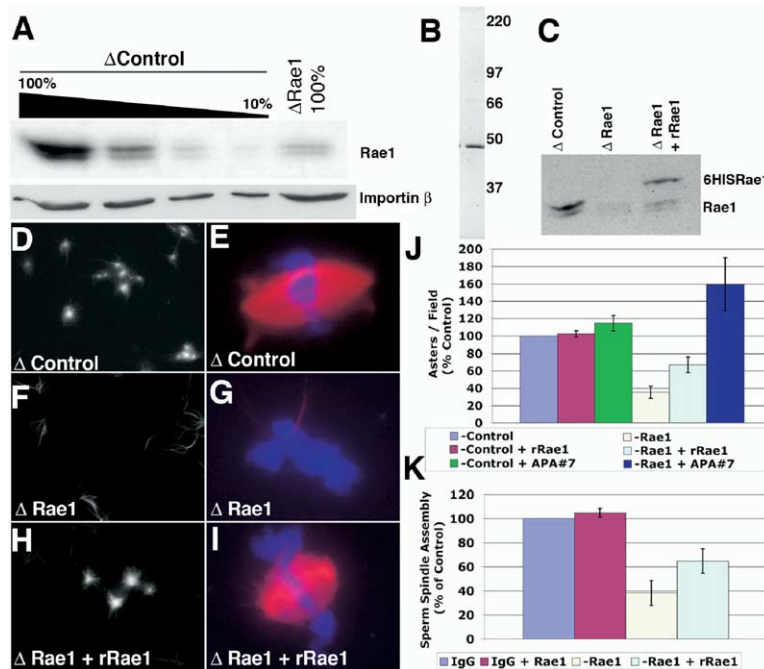 A
ΔControl
100%
10%
ΔRae1
100%
Rae1
Importin β
B
220
97
66
50
37
C
Δ Control
Δ Rae1
Δ Rae1
+ rRae1
6HISRae1
Rae1
D
Δ Control
E
Δ Control
F
Δ Rae1
G
Δ Rae1
H
Δ Rae1 + rRae1
I
Δ Rae1 + rRae1
J
Asters / Field
(% Control)
200
180
160
140
120
100
80
60
40
20
0
-Control
-Rae1
-Control + rRae1
-Rae1 + rRae1
-Control + APA#7
-Rae1 + APA#7
K
Sperm Spindle Assembly
(% of Control)
120
100
80
60
40
20
0
IgG
IgG + Rae1
-Rae1
-Rae1 + rRae1